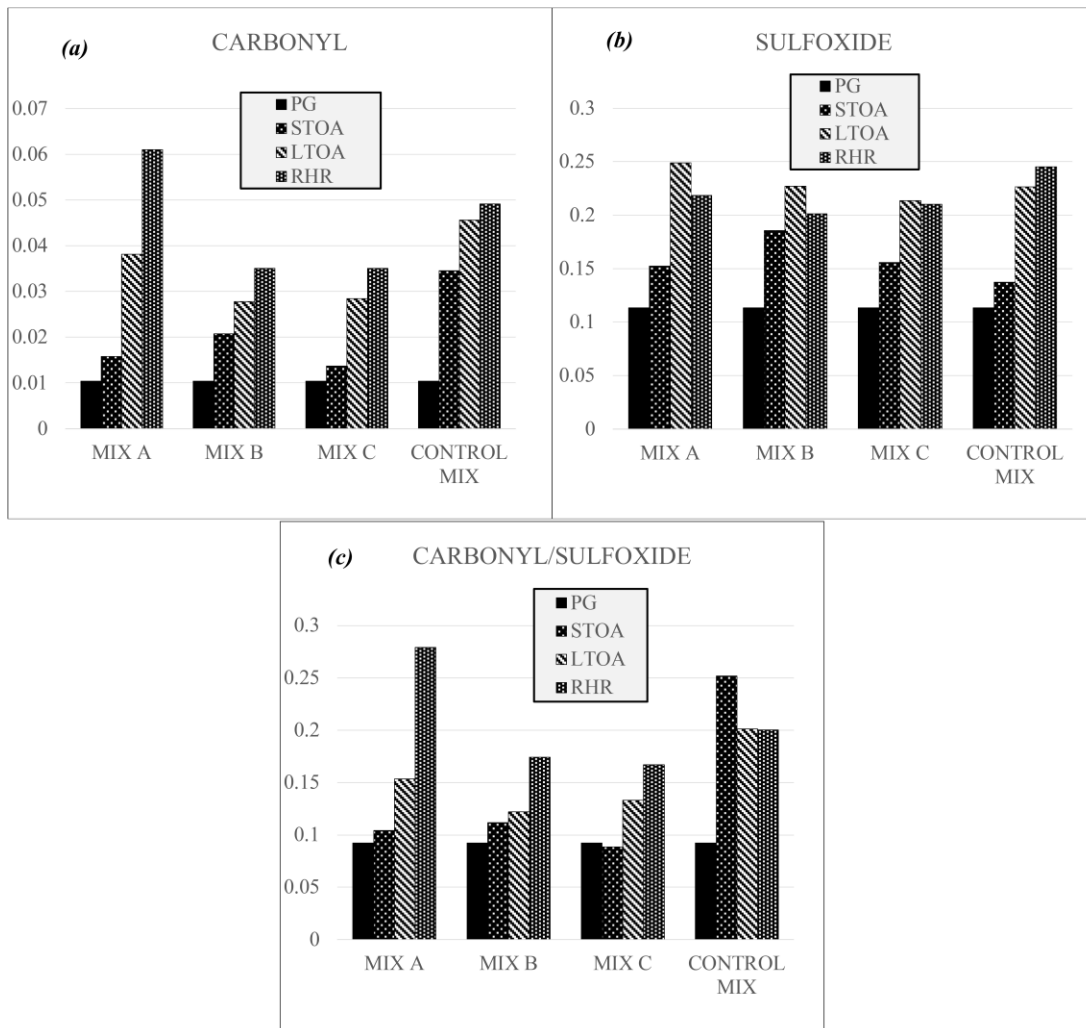 (a)
CARBONYL
PG
STOA
LTOA
RHR
0.07
0.06
0.05
0.04
0.03
0.02
0.01
0
MIX A
MIX B
MIX C
CONTROL
MIX
(b)
SULFOXIDE
PG
STOA
LTOA
RHR
0.3
0.25
0.2
0.15
0.1
0.05
0
MIX A
MIX B
MIX C
CONTROL
MIX
(c)
CARBONYL/SULFOXIDE
PG
STOA
LTOA
RHR
0.3
0.25
0.2
0.15
0.1
0.05
0
MIX A
MIX B
MIX C
CONTROL
MIX